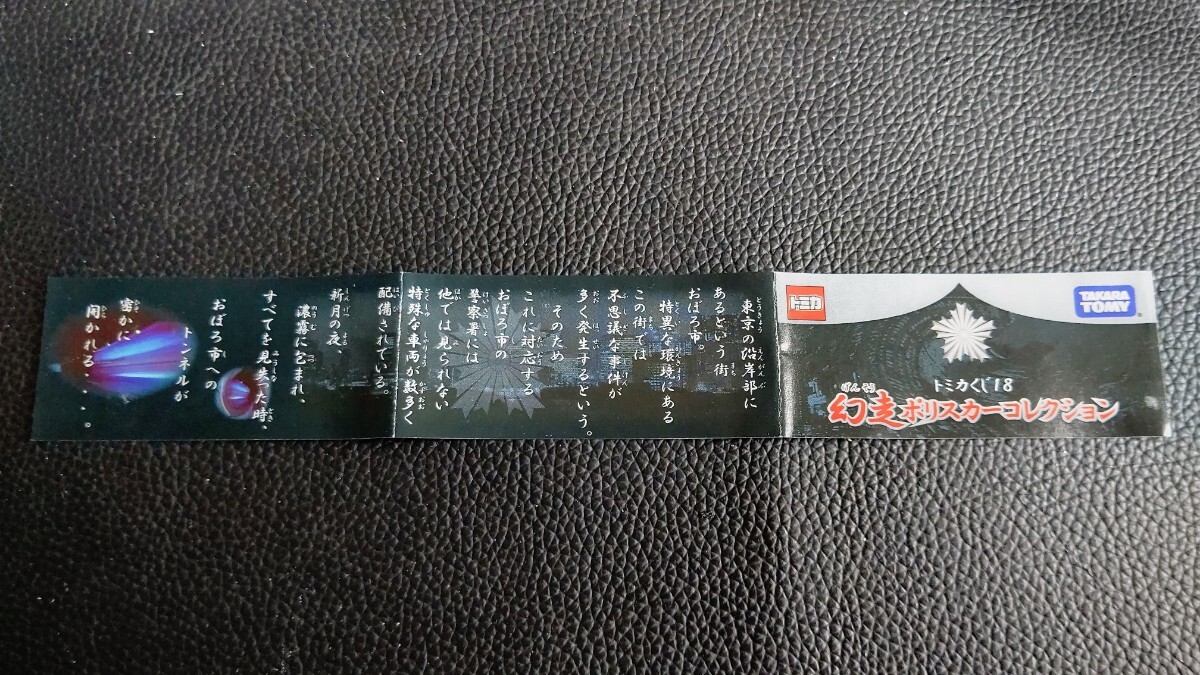 トミカ
TAKARA TOMY
トミカくじ18
げんそう
幻走ポリスカーコレクション
東京の沿岸部に
あるという街
おぼろ市。
特異な環境にある
この街では
不思議な事件が
多く発生するという。
そのため
これに対応する
おぼろ市の
警察署には
他では見られない
特殊な車両が数多く
配備されている。
新月の夜、
濃霧に包まれ、
すべてを見失った時、
おぼろ市への
トンネルが
密かに
開かれる、、、。